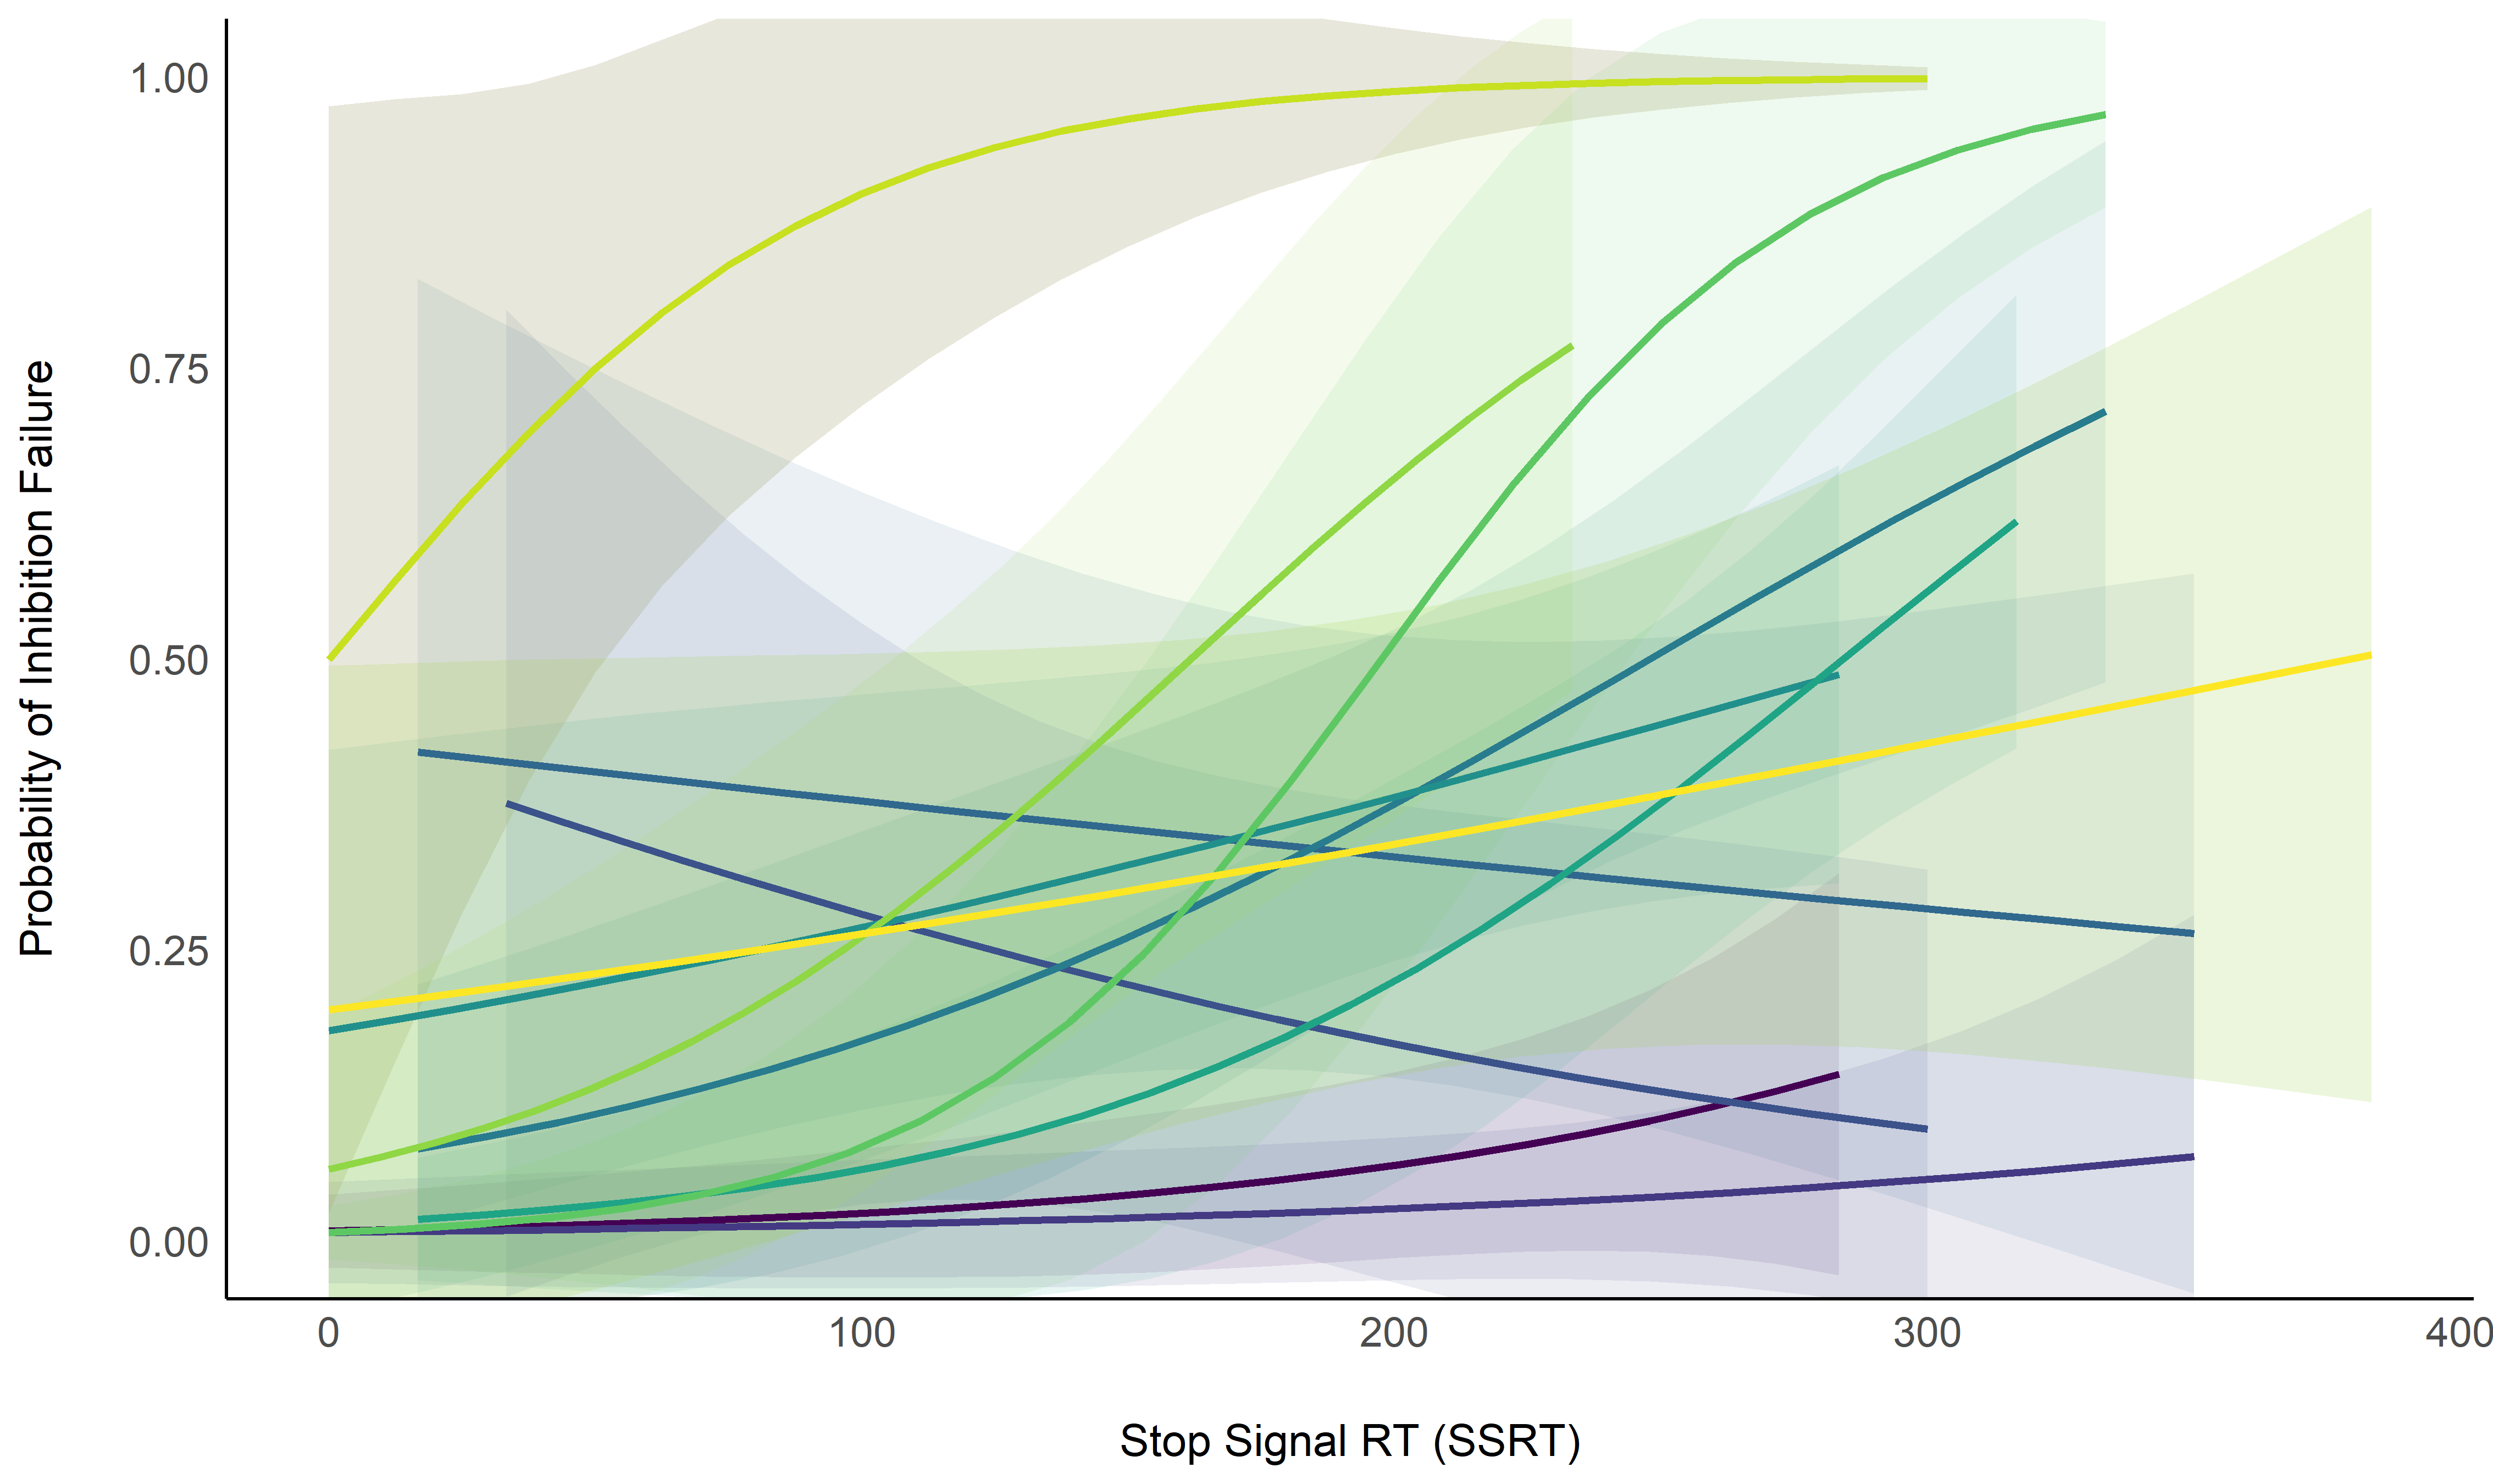 Probability of Inhibition Failure
1.00
0.75
0.50
0.25
0.00
0 100 200 300 400
Stop Signal RT (SSRT)